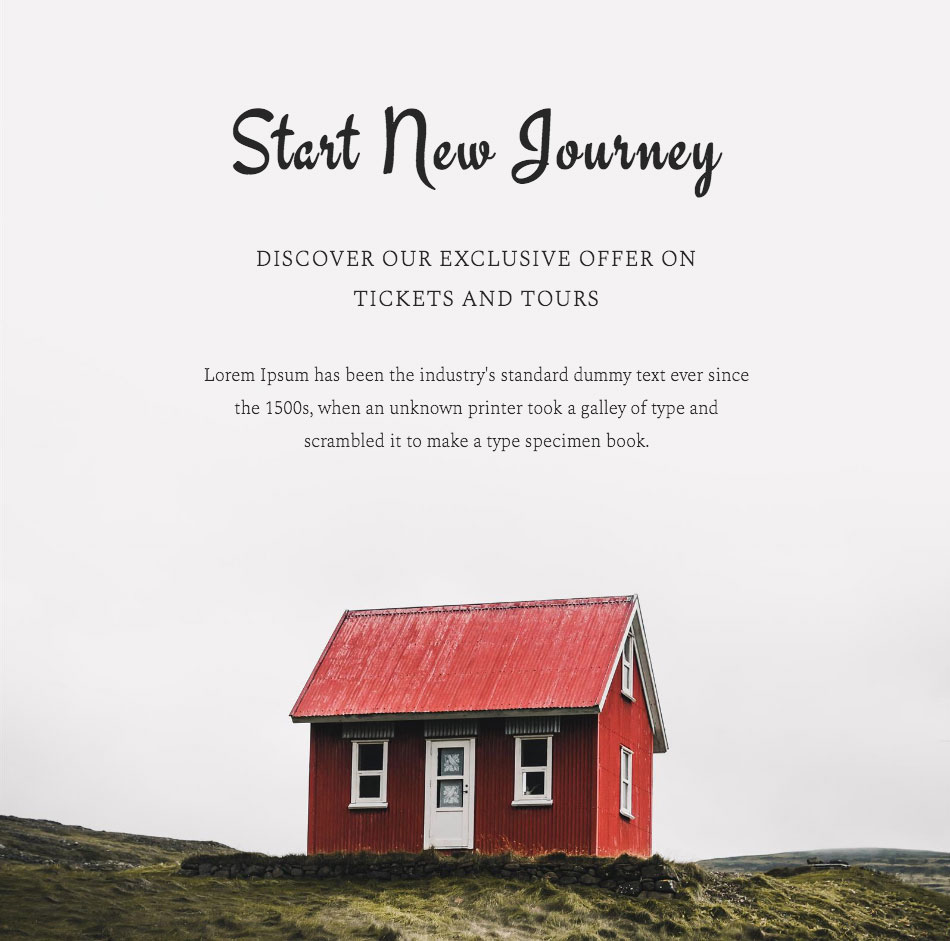 Start New Journey
DISCOVER OUR EXCLUSIVE OFFER ON
TICKETS AND TOURS
Lorem Ipsum has been the industry's standard dummy text ever since
the 1500s, when an unknown printer took a galley of type and
scrambled it to make a type specimen book.